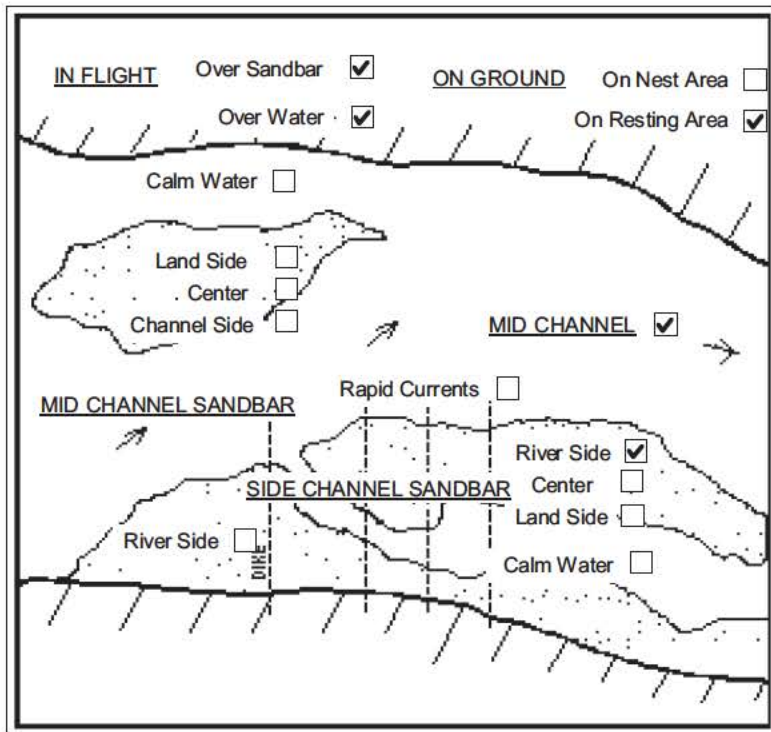 IN FLIGHT Over Sandbar
ON GROUND On Nest Area
Over Water
On Resting Area
Calm Water
Land Side
Center
Channel Side
MID CHANNEL
Rapid Currents
MID CHANNEL SANDBAR
River Side
SIDE CHANNEL SANDBAR
Center
Land Side
River Side
DIKE
Calm Water